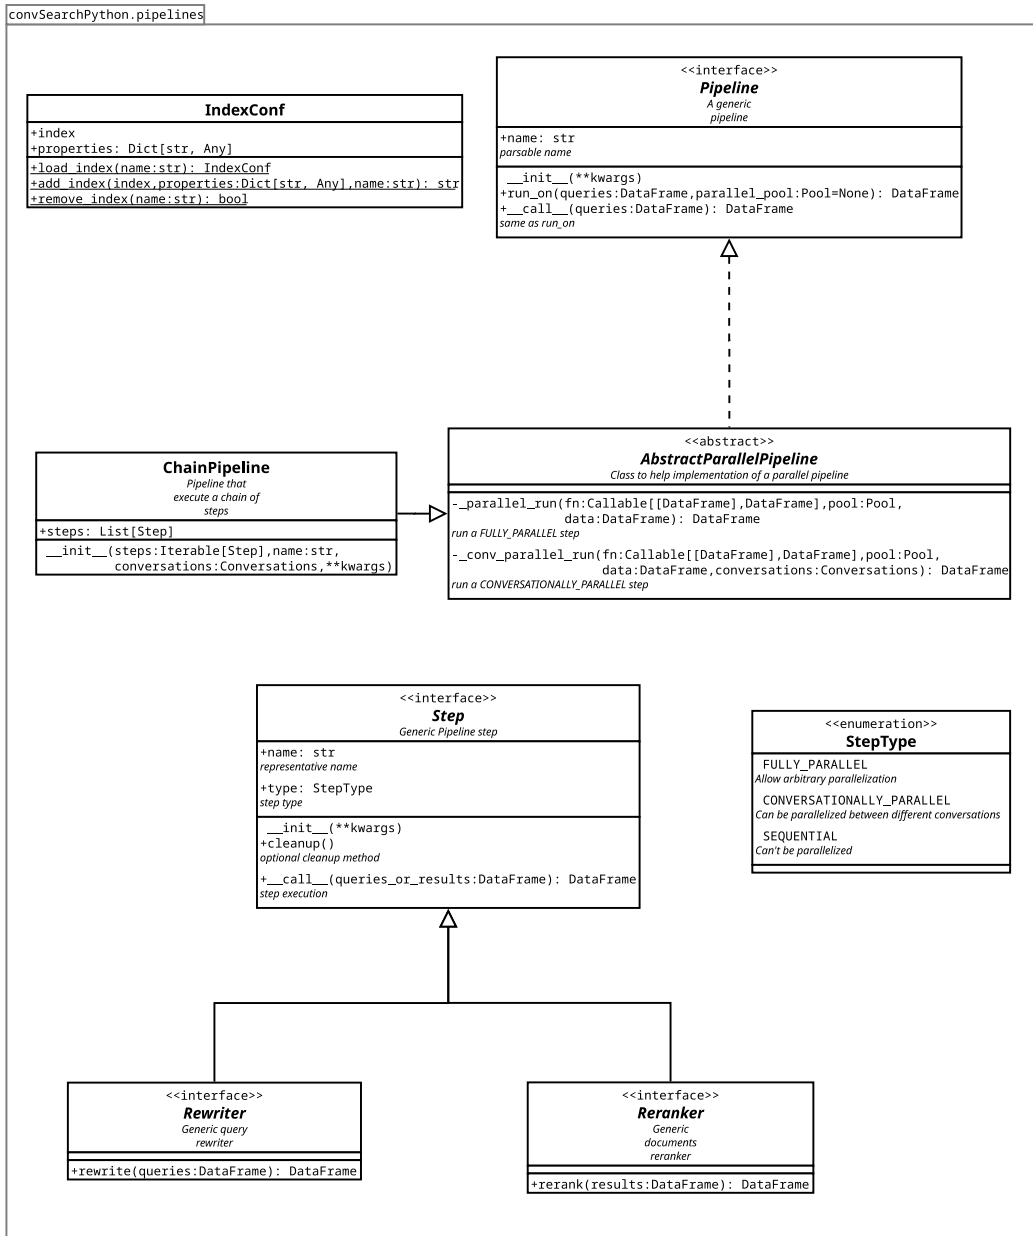 convSearchPython.pipelines
IndexConf
+index
+properties: Dict[str, Any]
+load_index(name:str): IndexConf
+add_index(index,properties:Dict[str, Any],name:str): str
+remove_index(name:str): bool
<<interface>>
Pipeline
A generic
pipeline
+name: str
parsable name
__init__(**kwargs)
+run_on(queries:DataFrame,parallel_pool:Pool=None): DataFrame
+__call__(queries:DataFrame): DataFrame
same as run_on
ChainPipeline
Pipeline that
execute a chain of
steps
+steps: List[Step]
__init__(steps:Iterable[Step],name:str,
conversations:Conversations,**kwargs)
<<abstract>>
AbstractParallelPipeline
Class to help implementation of a parallel pipeline
-_parallel_run(fn:Callable[[DataFrame],DataFrame],pool:Pool,
data:DataFrame): DataFrame
run a FULLY_PARALLEL step
-_conv_parallel_run(fn:Callable[[DataFrame],DataFrame],pool:Pool,
data:DataFrame,conversations:Conversations): DataFrame
run a CONVERSATIONALLY_PARALLEL step
<<interface>>
Step
Generic Pipeline step
+name: str
representative name
+type: StepType
step type
__init__(**kwargs)
+cleanup()
optional cleanup method
+__call__(queries_or_results:DataFrame): DataFrame
step execution
<<enumeration>>
StepType
FULLY_PARALLEL
Allow arbitrary parallelization
CONVERSATIONALLY_PARALLEL
Can be parallelized between different conversations
SEQUENTIAL
Can't be parallelized
<<interface>>
Rewriter
Generic query
rewriter
+rewrite(queries:DataFrame): DataFrame
<<interface>>
Reranker
Generic
documents
reranker
+rerank(results:DataFrame): DataFrame